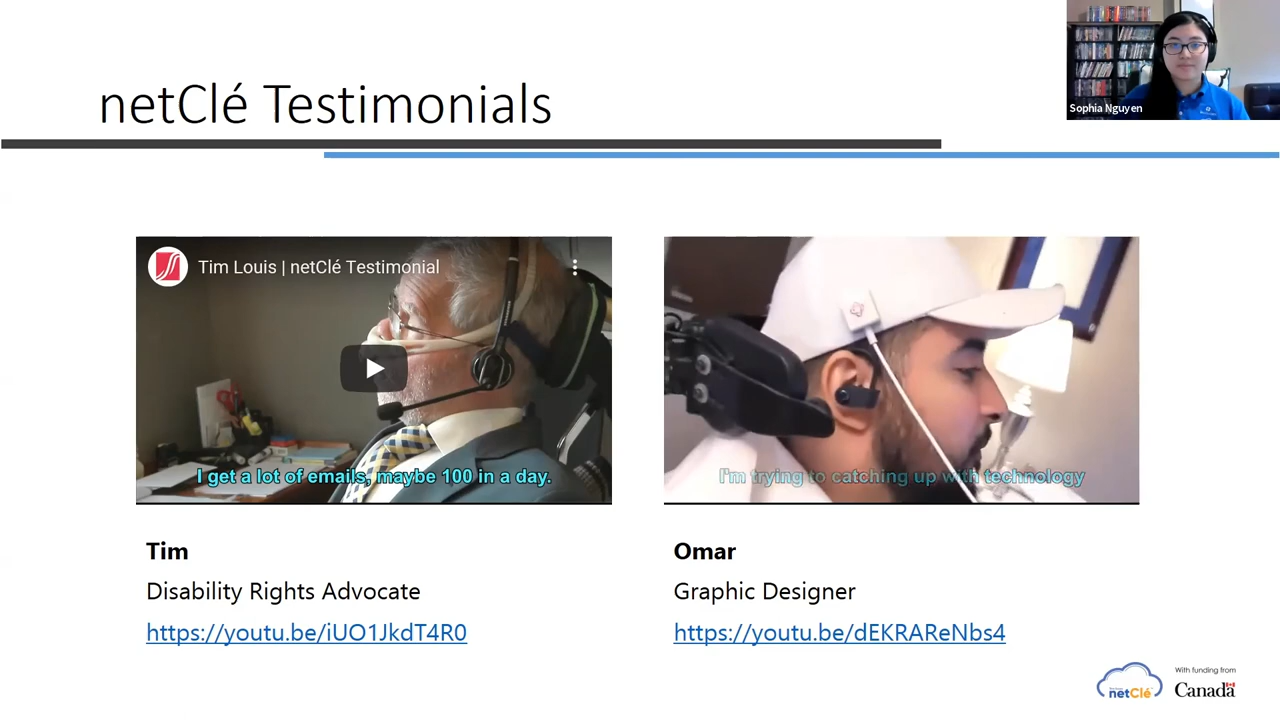 netClé Testimonials
Sophia Nguyen
Tim Louis | netClé Testimonial
I get a lot of emails, maybe 100 in a day.
I'm trying to catching up with technology
Tim
Disability Rights Advocate
https://youtu.be/iUO1JkdT4R0
Omar
Graphic Designer
https://youtu.be/dEKRAReNbs4
netClé
With funding from
Canada